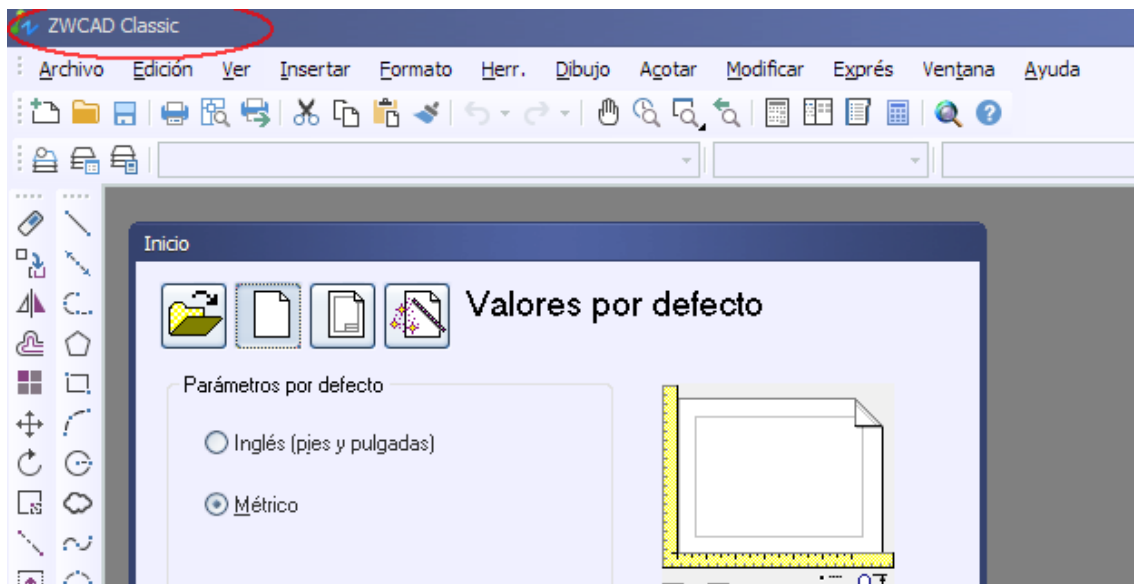 ZWCAD Classic
Archivo Edición Ver Insertar Formato Herr. Dibujo Acotar Modificar Exprés Ventana Ayuda
Inicio
Valores por defecto
Parámetros por defecto
Inglés (pies y pulgadas)
Métrico